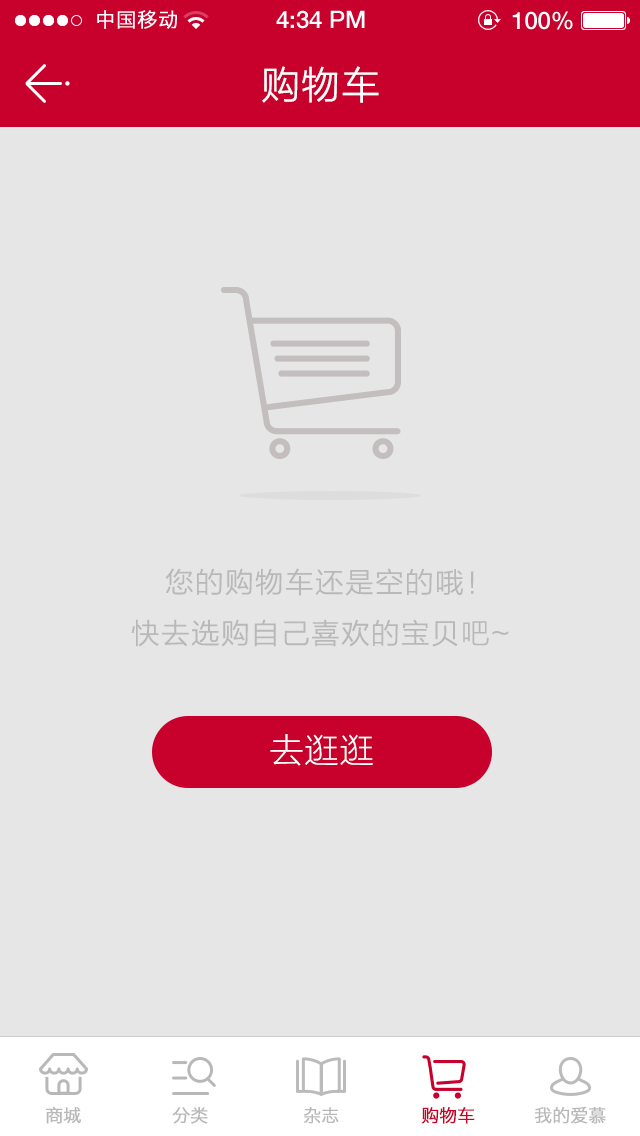 中国移动 4:34 PM 100%
购物车
您的购物车还是空的哦!
快去选购自己喜欢的宝贝吧~
去逛逛
商城 分类 杂志 购物车 我的爱慕